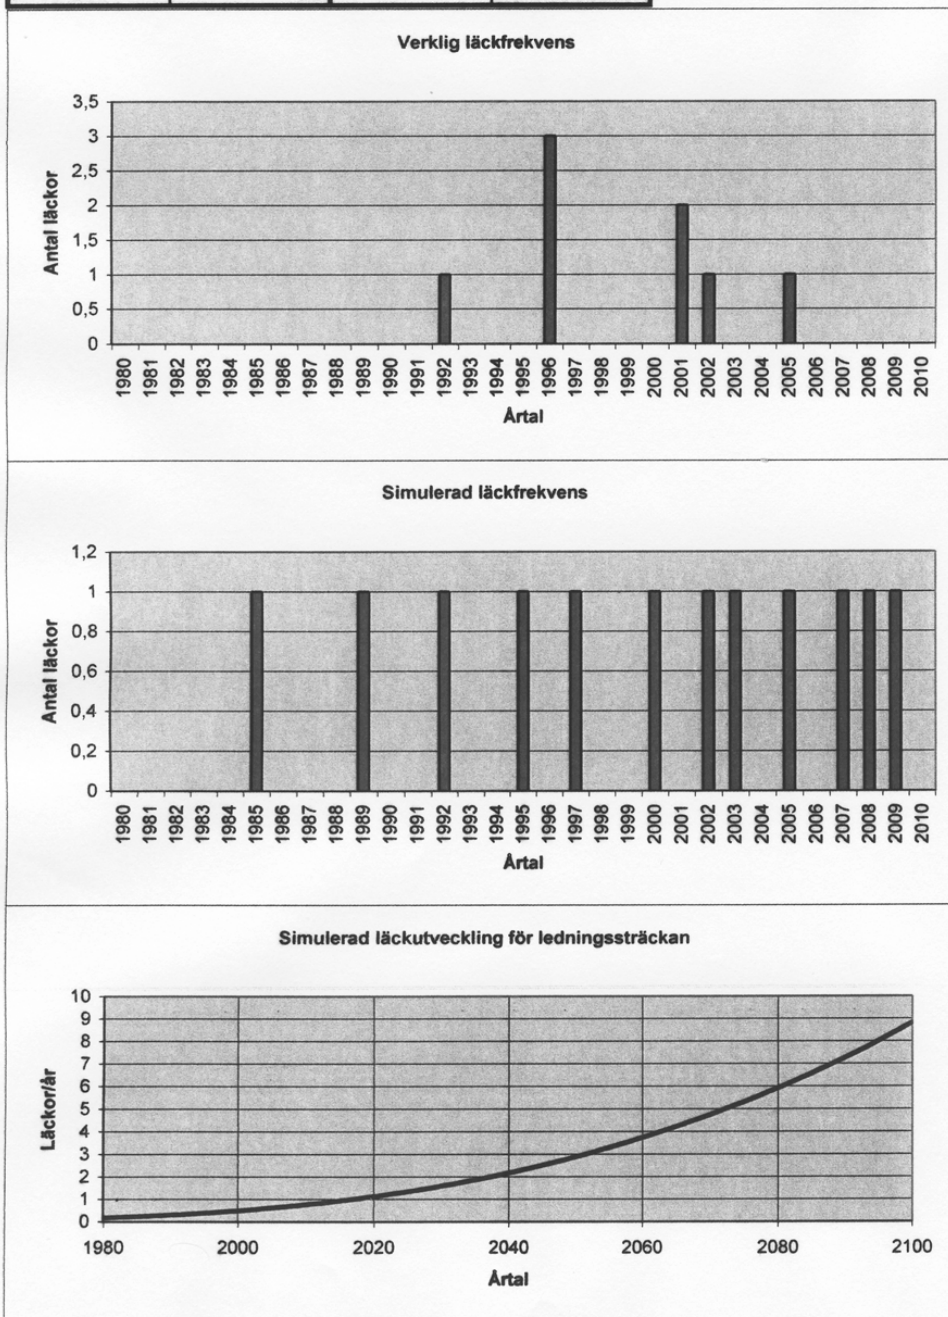 Verklig läckfrekvens
3,5
3
2,5
2
1,5
1
0,5
0
Antal läckor
1980 1981 1982 1983 1984 1985 1986 1987 1988 1989 1990 1991 1992 1993 1994 1995 1996 1997 1998 1999 2000 2001 2002 2003 2004 2005 2006 2007 2008 2009 2010
Årtal
Simulerad läckfrekvens
1,2
1
0,8
0,6
0,4
0,2
0
Antal läckor
1980 1981 1982 1983 1984 1985 1986 1987 1988 1989 1990 1991 1992 1993 1994 1995 1996 1997 1998 1999 2000 2001 2002 2003 2004 2005 2006 2007 2008 2009 2010
Årtal
Simulerad läckutveckling för ledningssträckan
10
9
8
7
6
5
4
3
2
1
0
Läckor/år
1980 2000 2020 2040 2060 2080 2100
Årtal